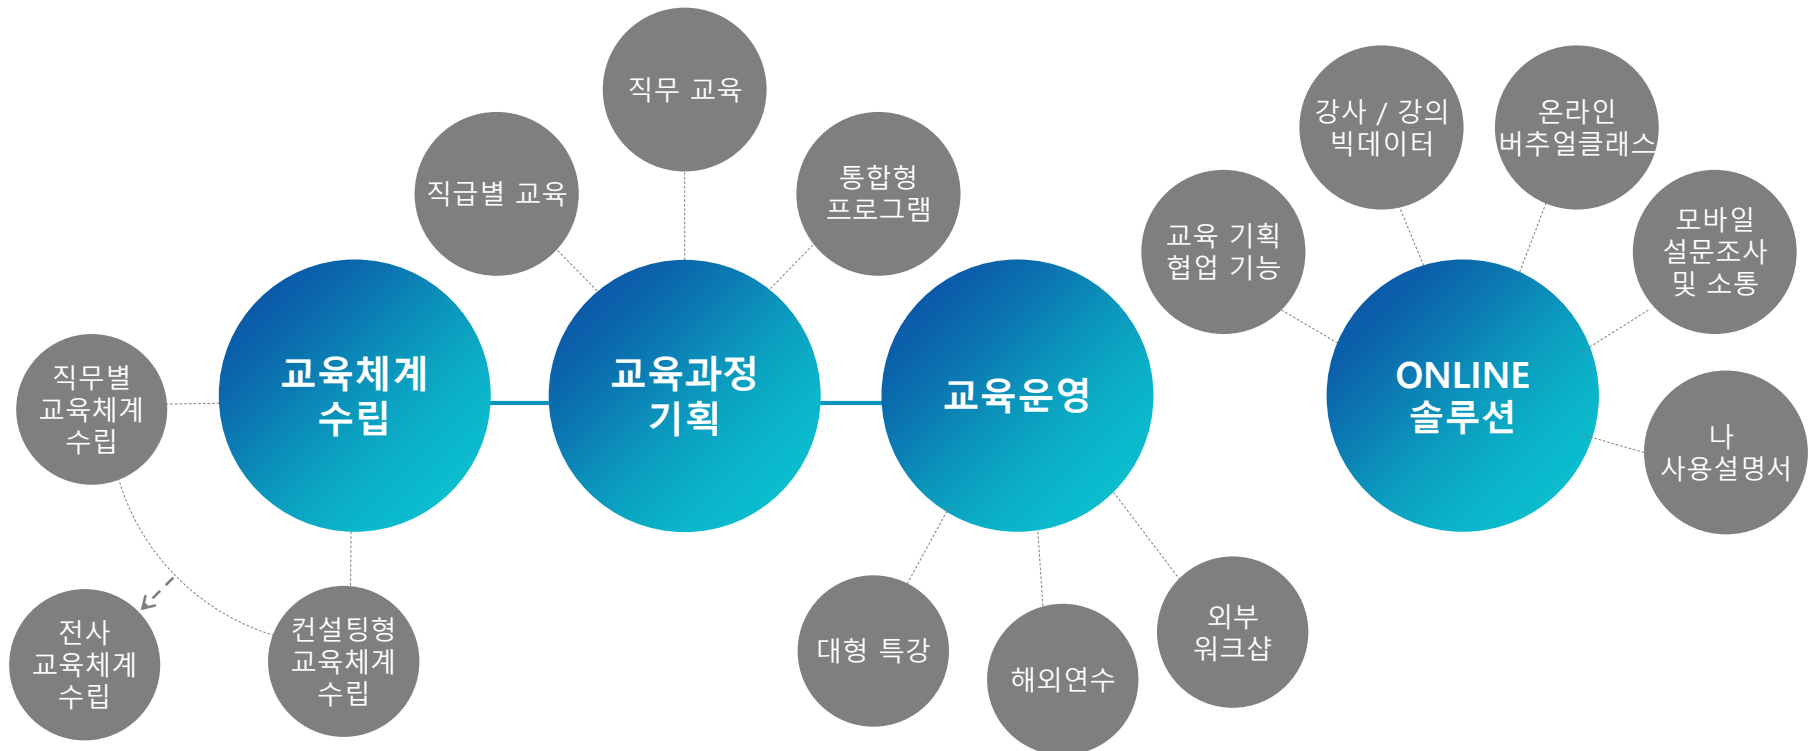 직무 교육
직급별 교육
통합형
프로그램
강사 / 강의
빅데이터
온라인
버추얼클래스
교육 기획
협업 기능
모바일
설문조사
및 소통
나
사용설명서
교육체계
수립
교육과정
기획
교육운영
ONLINE
솔루션
직무별
교육체계
수립
전사
교육체계
수립
컨설팅형
교육체계
수립
대형 특강
해외연수
외부
워크샵